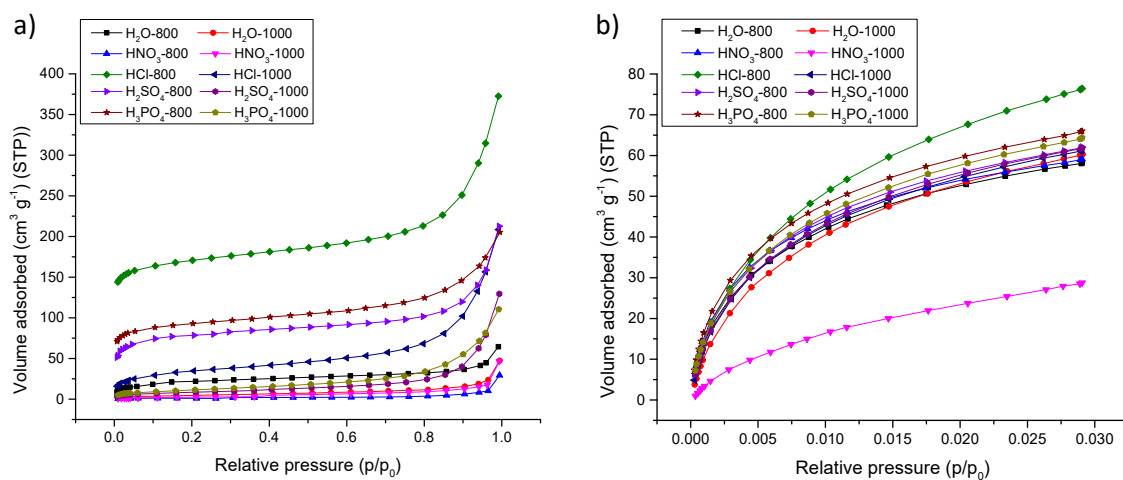 a)
H₂O-800 H₂O-1000
HNO₃-800 HNO₃-1000
HCl-800 HCl-1000
H₂SO₄-800 H₂SO₄-1000
H₃PO₄-800 H₃PO₄-1000
Volume adsorbed (cm³ g⁻¹) (STP))
400
350
300
250
200
150
100
50
0
0.0 0.2 0.4 0.6 0.8 1.0
Relative pressure (p/p₀)
b)
H₂O-800 H₂O-1000
HNO₃-800 HNO₃-1000
HCl-800 HCl-1000
H₂SO₄-800 H₂SO₄-1000
H₃PO₄-800 H₃PO₄-1000
Volume adsorbed (cm³ g⁻¹) (STP)
80
70
60
50
40
30
20
10
0
0.000 0.005 0.010 0.015 0.020 0.025 0.030
Relative pressure (p/p₀)